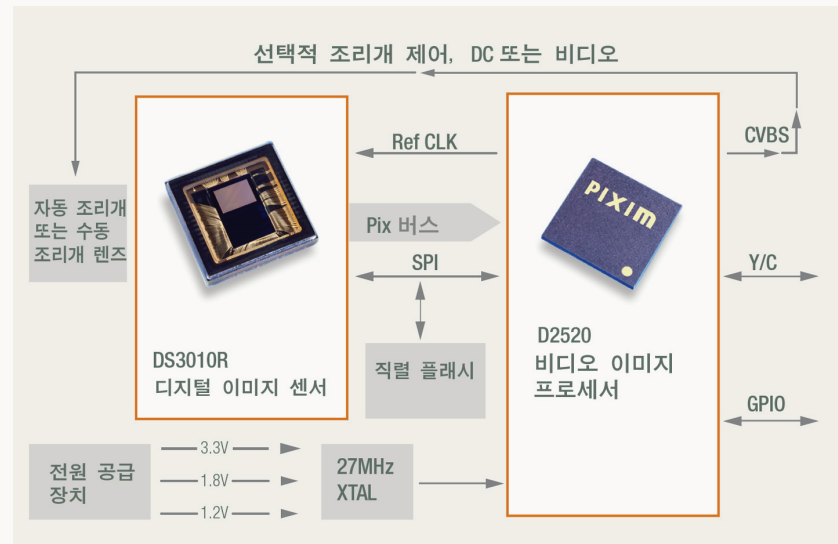 선택적 조리개 제어, DC 또는 비디오
Ref CLK
CVBS
PIXIM
자동 조리개
또는 수동
조리개 렌즈
Pix 버스
SPI
Y/C
DS3010R
디지털 이미지 센서
직렬 플래시
D2520
비디오 이미지
프로세서
GPIO
전원 공급
장치
3.3V
1.8V
1.2V
27MHz
XTAL